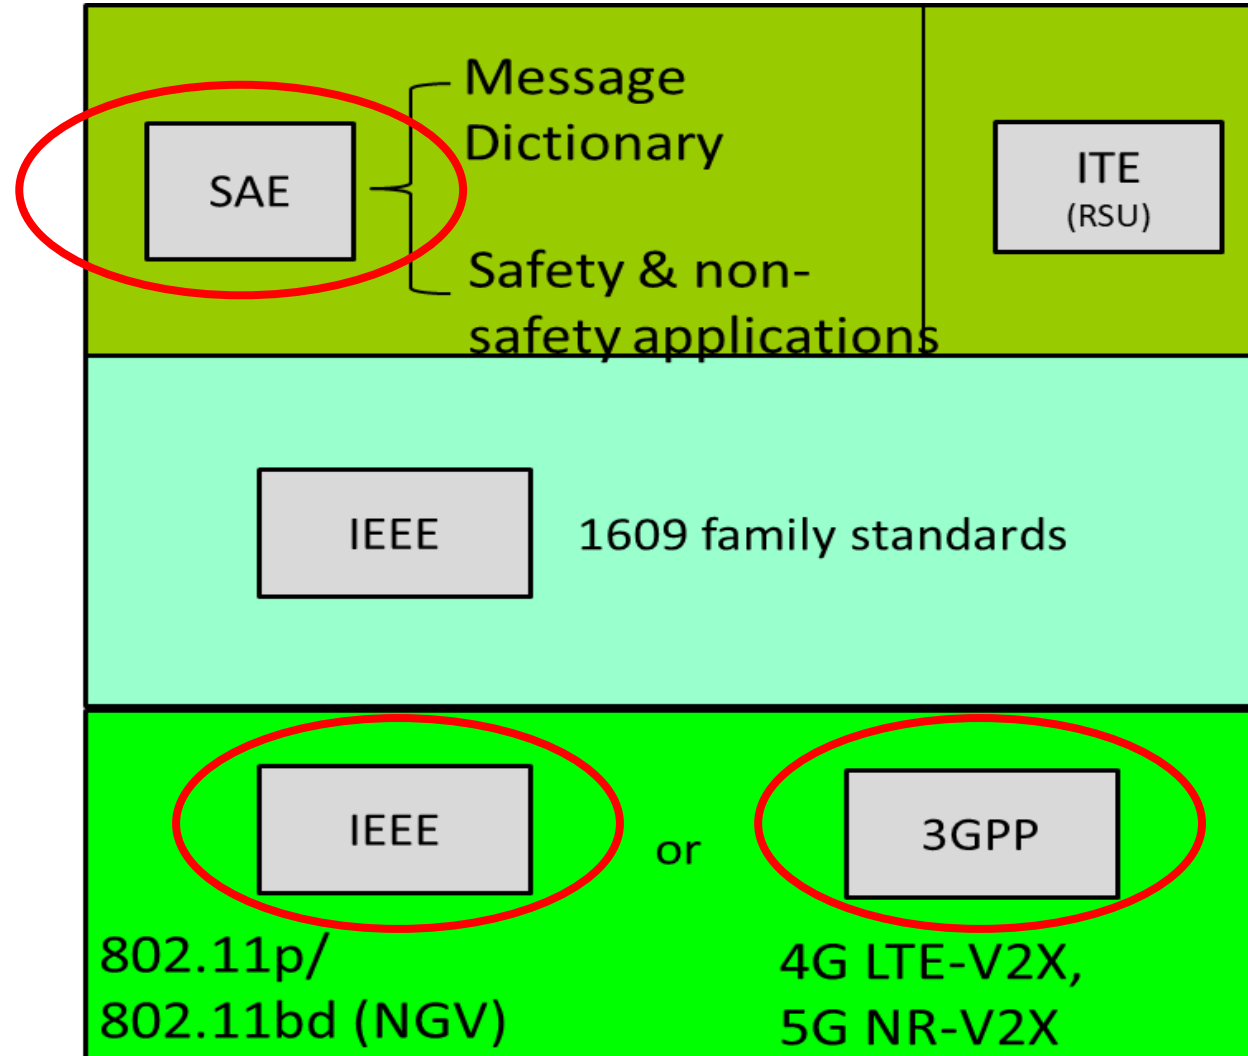 Message
Dictionary
SAE
Safety & non-
safety applications
ITE
(RSU)
IEEE
1609 family standards
IEEE
or
3GPP
802.11p/
802.11bd (NGV)
4G LTE-V2X,
5G NR-V2X